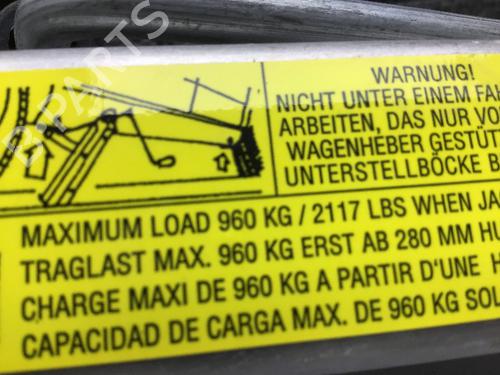 B-PARTS
WARNUNG!
NICHT UNTER EINEM FAH
ARBEITEN, DAS NUR VO
WAGENHEBER GESTÜT
UNTERSTELLBÖCKE B
MAXIMUM LOAD 960 KG / 2117 LBS WHEN JA
TRAGLAST MAX. 960 KG ERST AB 280 MM HU
CHARGE MAXI DE 960 KG A PARTIR D'UNE H
CAPACIDAD DE CARGA MAX. DE 960 KG SOL